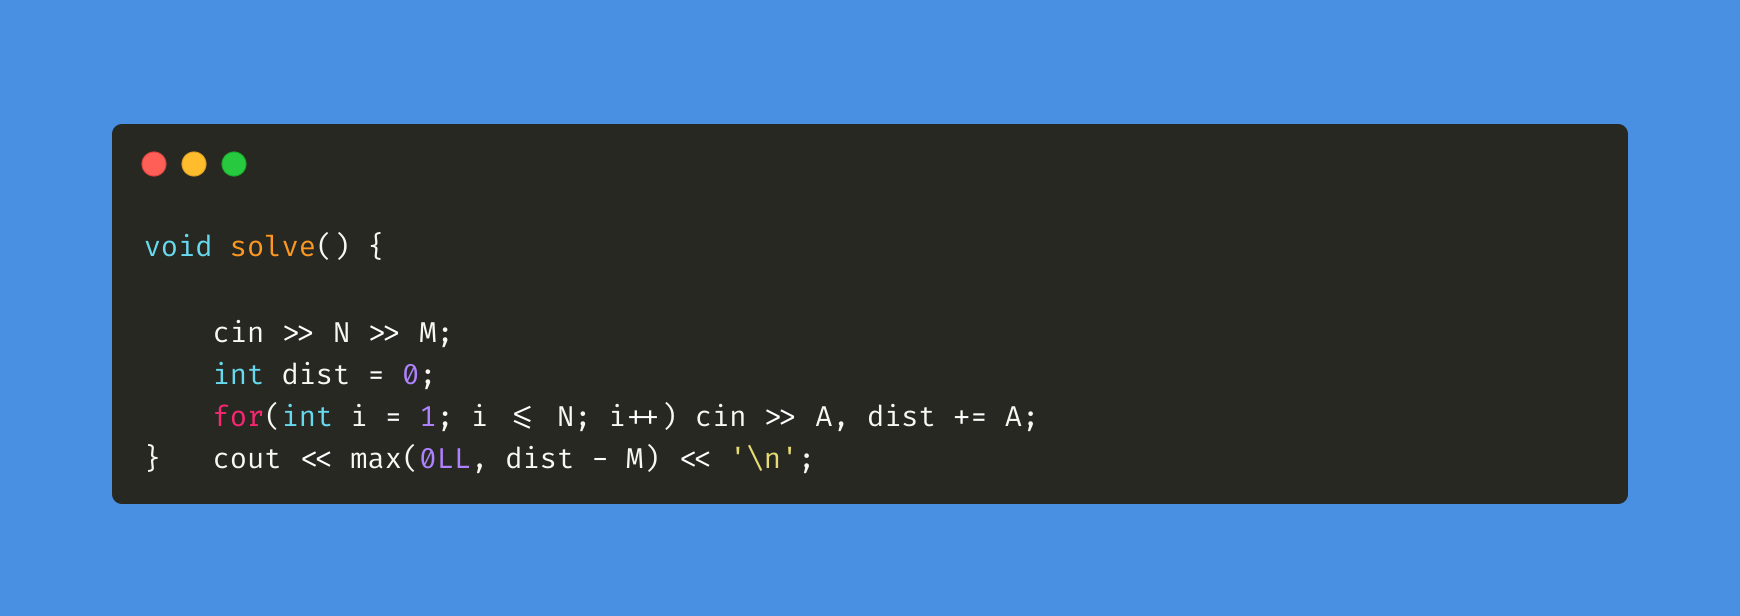 void solve() {
cin >> N >> M;
int dist = 0;
for(int i = 1; i <= N; i++) cin >> A, dist += A;
} cout << max(0LL, dist - M) << '\n';